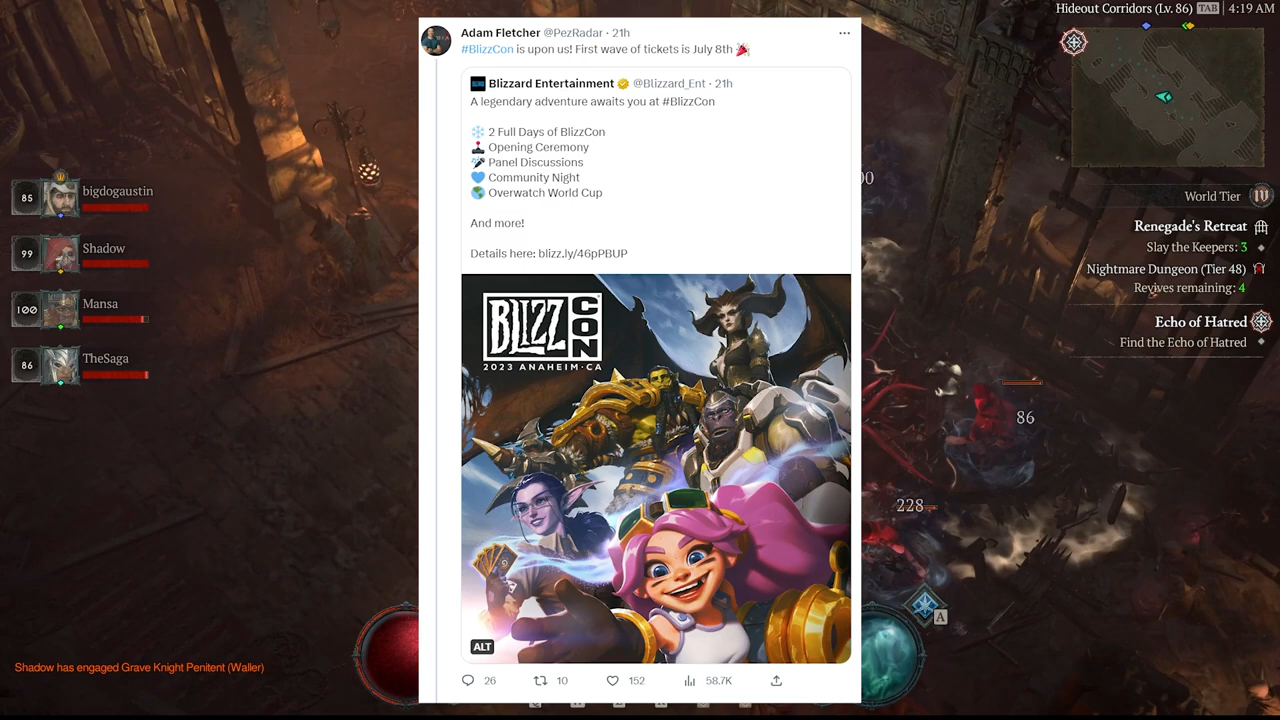 Hideout Corridors (Lv. 86) TAB 4:19 AM
Adam Fletcher @PezRadar · 21h
#BlizzCon is upon us! First wave of tickets is July 8th
Blizzard Entertainment @Blizzard_Ent · 21h
A legendary adventure awaits you at #BlizzCon
2 Full Days of BlizzCon
Opening Ceremony
Panel Discussions
Community Night
Overwatch World Cup
And more!
Details here: blizz.ly/46pPBUP
BLIZZ
CON
2023 ANAHEIM·CA
ALT
26 10 152 58.7K
85 bigdogaustin
99 Shadow
100 Mansa
86 TheSaga
Shadow has engaged Grave Knight Penitent (Waller)
World Tier IV
Renegade's Retreat
Slay the Keepers: 3
Nightmare Dungeon (Tier 48)
Revives remaining: 4
Echo of Hatred
Find the Echo of Hatred
86
228
A